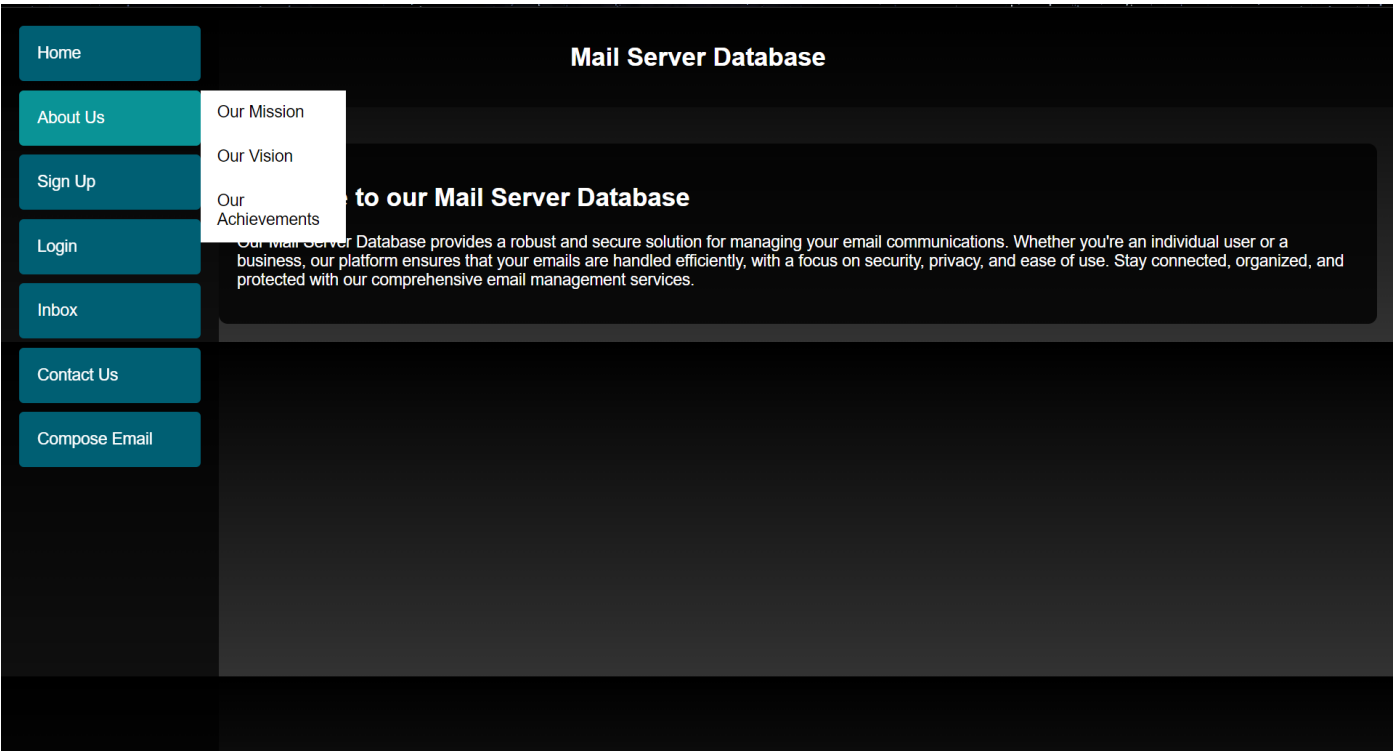 Mail Server Database
Home
About Us
Sign Up
Login
Inbox
Contact Us
Compose Email
Our Mission
Our Vision
Our
Achievements
to our Mail Server Database
Our Mail Server Database provides a robust and secure solution for managing your email communications. Whether you're an individual user or a
business, our platform ensures that your emails are handled efficiently, with a focus on security, privacy, and ease of use. Stay connected, organized, and
protected with our comprehensive email management services.